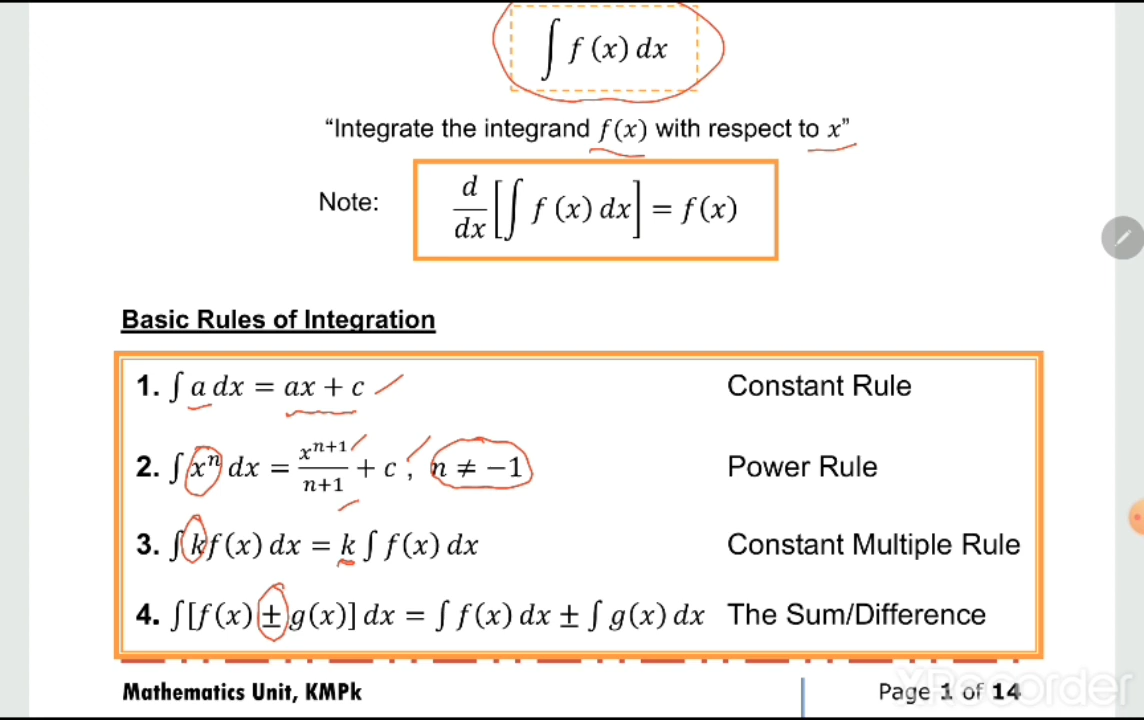 ∫ f (x) dx
“Integrate the integrand f(x) with respect to x”
Note: d/dx [∫ f (x) dx] = f(x)
Basic Rules of Integration
1. ∫ a dx = ax + c Constant Rule
2. ∫ xⁿ dx = xⁿ⁺¹/n+1 + c , n ≠ −1 Power Rule
3. ∫ kf(x) dx = k ∫ f(x) dx Constant Multiple Rule
4. ∫[f(x) ± g(x)] dx = ∫ f(x) dx ± ∫ g(x) dx The Sum/Difference
Mathematics Unit, KMPk Page 1 of 14
XRecorder